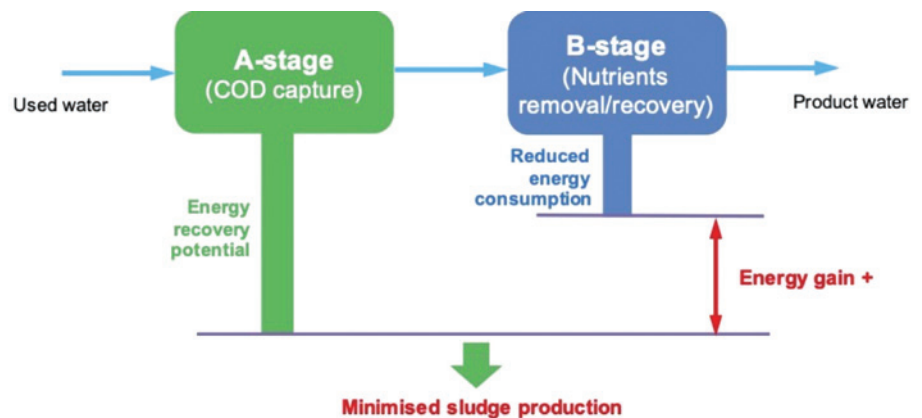 A-stage
(COD capture)
B-stage
(Nutrients
removal/recovery)
Used water
Product water
Reduced
energy
consumption
Energy
recovery
potential
Energy gain +
Minimised sludge production